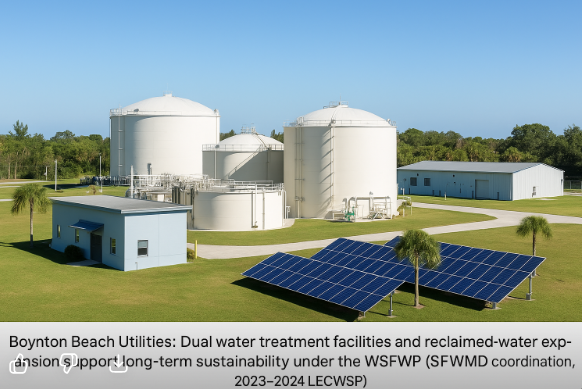 Boynton Beach Utilities: Dual water treatment facilities and reclaimed-water exp-
ansion support long-term sustainability under the WSFWP (SFWMD coordination,
2023–2024 LECWSP)